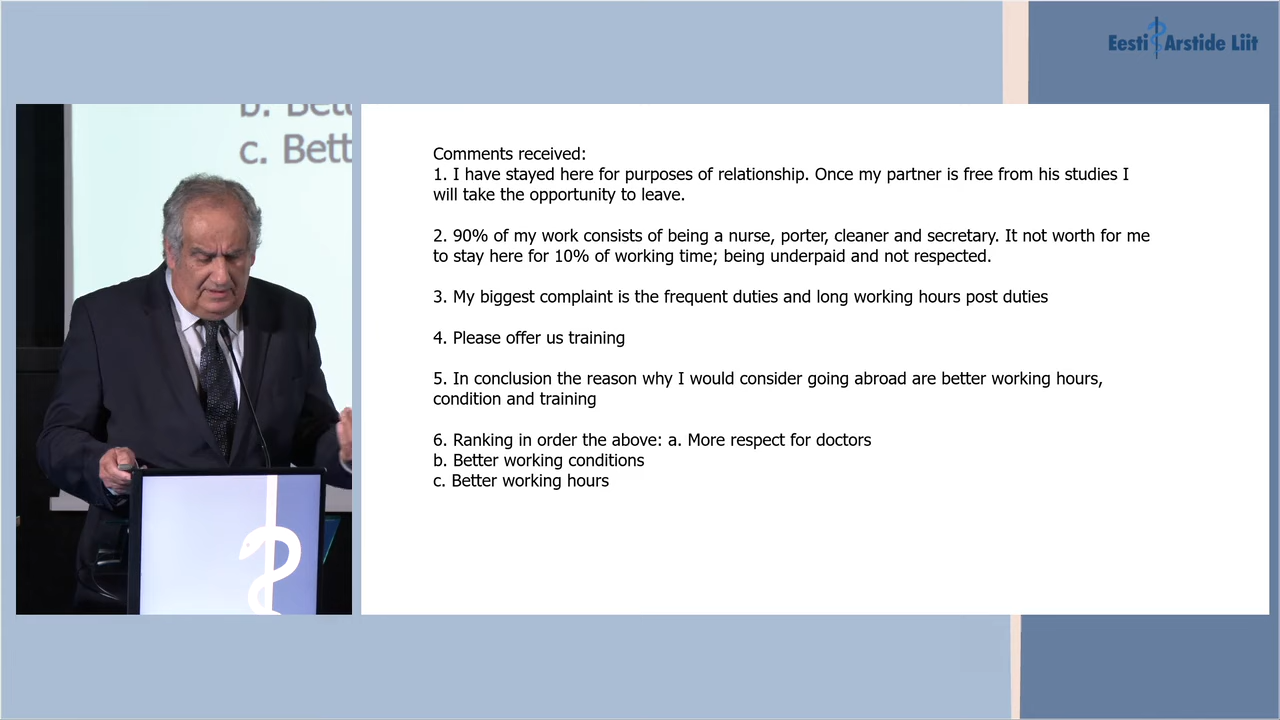 Eesti Arstide Liit
b. Bett
c. Bett
Comments received:
1. I have stayed here for purposes of relationship. Once my partner is free from his studies I
will take the opportunity to leave.
2. 90% of my work consists of being a nurse, porter, cleaner and secretary. It not worth for me
to stay here for 10% of working time; being underpaid and not respected.
3. My biggest complaint is the frequent duties and long working hours post duties
4. Please offer us training
5. In conclusion the reason why I would consider going abroad are better working hours,
condition and training
6. Ranking in order the above: a. More respect for doctors
b. Better working conditions
c. Better working hours